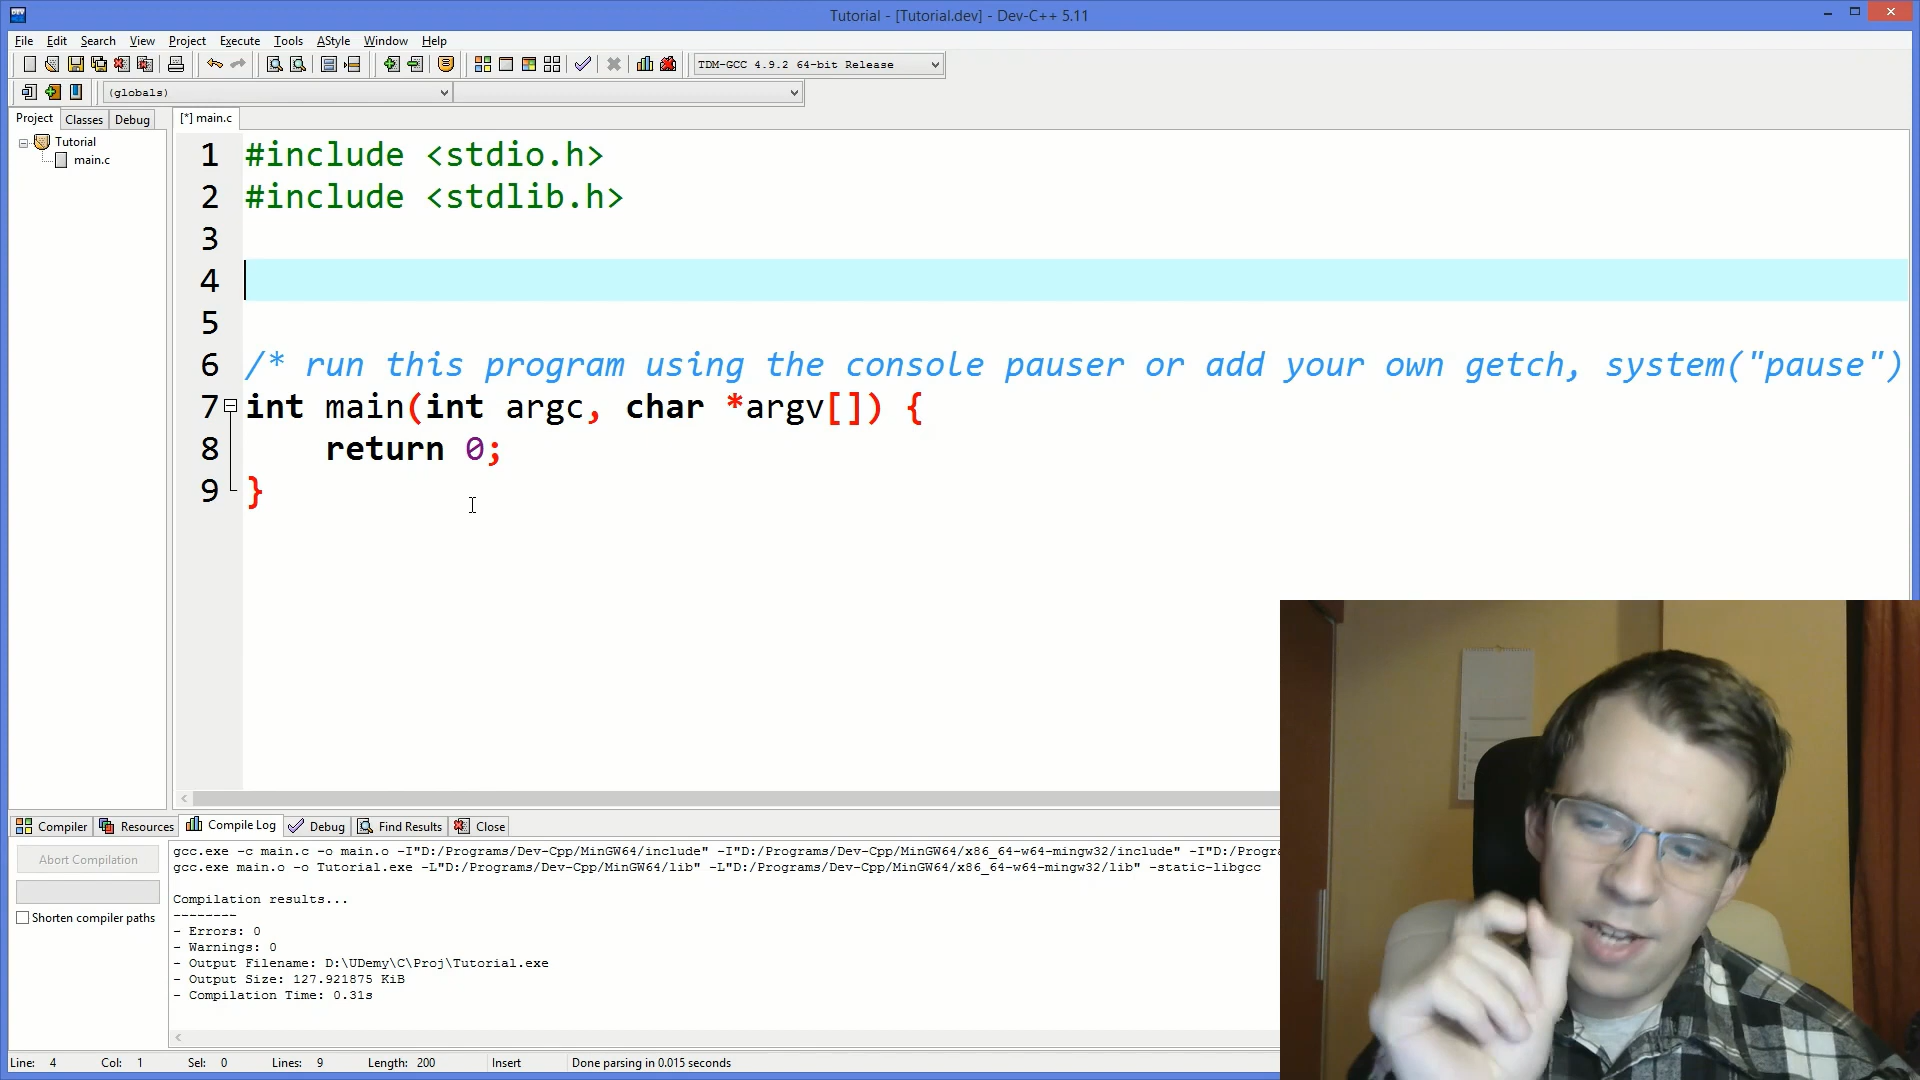 Tutorial - [Tutorial.dev] - Dev-C++ 5.11
File Edit Search View Project Execute Tools AStyle Window Help
TDM-GCC 4.9.2 64-bit Release
(globals)
Project Classes Debug
[*] main.c
Tutorial
main.c
1 #include <stdio.h>
2 #include <stdlib.h>
3
4
5
6 /* run this program using the console pauser or add your own getch, system("pause")
7 int main(int argc, char *argv[]) {
8 return 0;
9 }
Compiler Resources Compile Log Debug Find Results Close
Abort Compilation
Shorten compiler paths
gcc.exe -c main.c -o main.o -I"D:/Programs/Dev-Cpp/MinGW64/include" -I"D:/Programs/Dev-Cpp/MinGW64/x86_64-w64-mingw32/include" -I"D:/Progra
gcc.exe main.o -o Tutorial.exe -L"D:/Programs/Dev-Cpp/MinGW64/lib" -L"D:/Programs/Dev-Cpp/MinGW64/x86_64-w64-mingw32/lib" -static-libgcc
Compilation results...
--------
- Errors: 0
- Warnings: 0
- Output Filename: D:\UDemy\C\Proj\Tutorial.exe
- Output Size: 127.921875 KiB
- Compilation Time: 0.31s
Line: 4 Col: 1 Sel: 0 Lines: 9 Length: 200 Insert Done parsing in 0.015 seconds